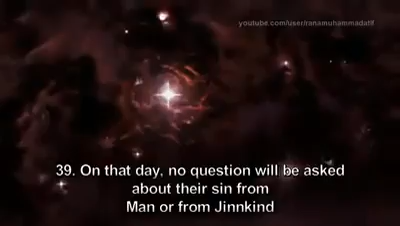 youtube.com/user/ranamuhammadatif
39. On that day, no question will be asked
about their sin from
Man or from Jinnkind